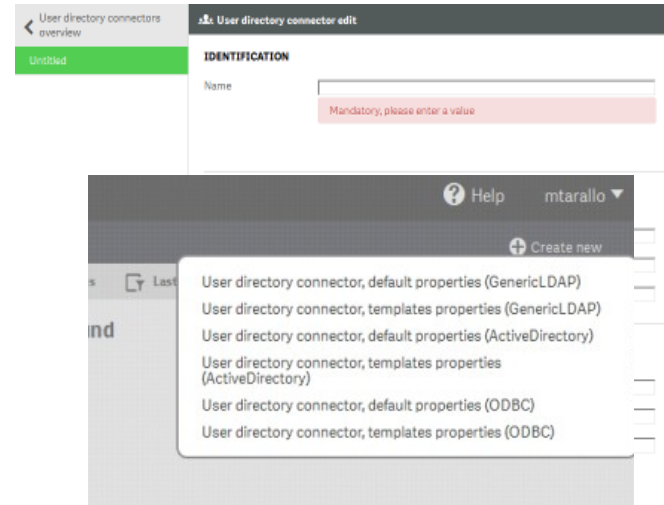 User directory connectors
overview
User directory connector edit
Untitled
IDENTIFICATION
Name
Mandatory, please enter a value
Help
mtarallo
Create new
s
Last
und
User directory connector, default properties (GenericLDAP)
User directory connector, templates properties (GenericLDAP)
User directory connector, default properties (ActiveDirectory)
User directory connector, templates properties
(ActiveDirectory)
User directory connector, default properties (ODBC)
User directory connector, templates properties (ODBC)